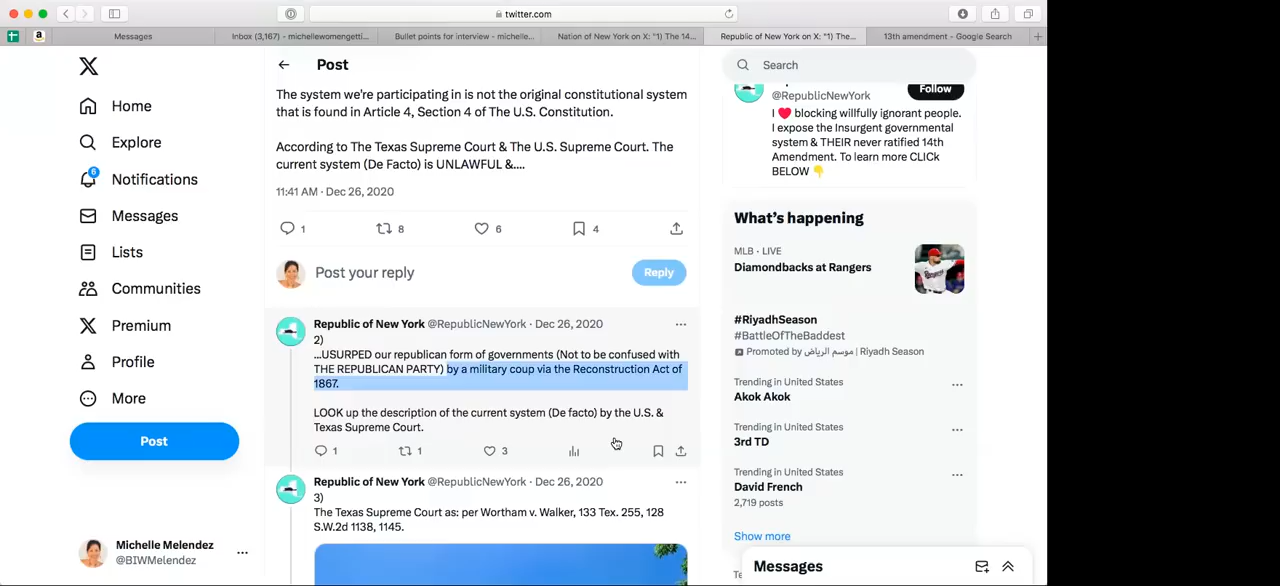 twitter.com
Messages
Inbox (3,167) - michellewomengetti...
Bullet points for interview - michelle...
Nation of New York on X: "1) The 14...
Republic of New York on X: "1) The...
13th amendment - Google Search
Home
Explore
6
Notifications
Messages
Lists
Communities
Premium
Profile
More
Post
Michelle Melendez
@BIWMelendez
Post
The system we're participating in is not the original constitutional system
that is found in Article 4, Section 4 of The U.S. Constitution.
According to The Texas Supreme Court & The U.S. Supreme Court. The
current system (De Facto) is UNLAWFUL &....
11:41 AM · Dec 26, 2020
1
8
6
4
Post your reply
Reply
Republic of New York @RepublicNewYork · Dec 26, 2020
2)
...USURPED our republican form of governments (Not to be confused with
THE REPUBLICAN PARTY) by a military coup via the Reconstruction Act of
1867.
LOOK up the description of the current system (De facto) by the U.S. &
Texas Supreme Court.
1
1
3
Republic of New York @RepublicNewYork · Dec 26, 2020
3)
The Texas Supreme Court as: per Wortham v. Walker, 133 Tex. 255, 128
S.W.2d 1138, 1145.
Search
@RepublicNewYork
Follow
I ❤️ blocking willfully ignorant people.
I expose the Insurgent governmental
system & THEIR never ratified 14th
Amendment. To learn more CLICk
BELOW 👇
What's happening
MLB · LIVE
Diamondbacks at Rangers
#RiyadhSeason
#BattleOfTheBaddest
Promoted by موسم الرياض | Riyadh Season
Trending in United States
Akok Akok
Trending in United States
3rd TD
Trending in United States
David French
2,719 posts
Show more
Messages